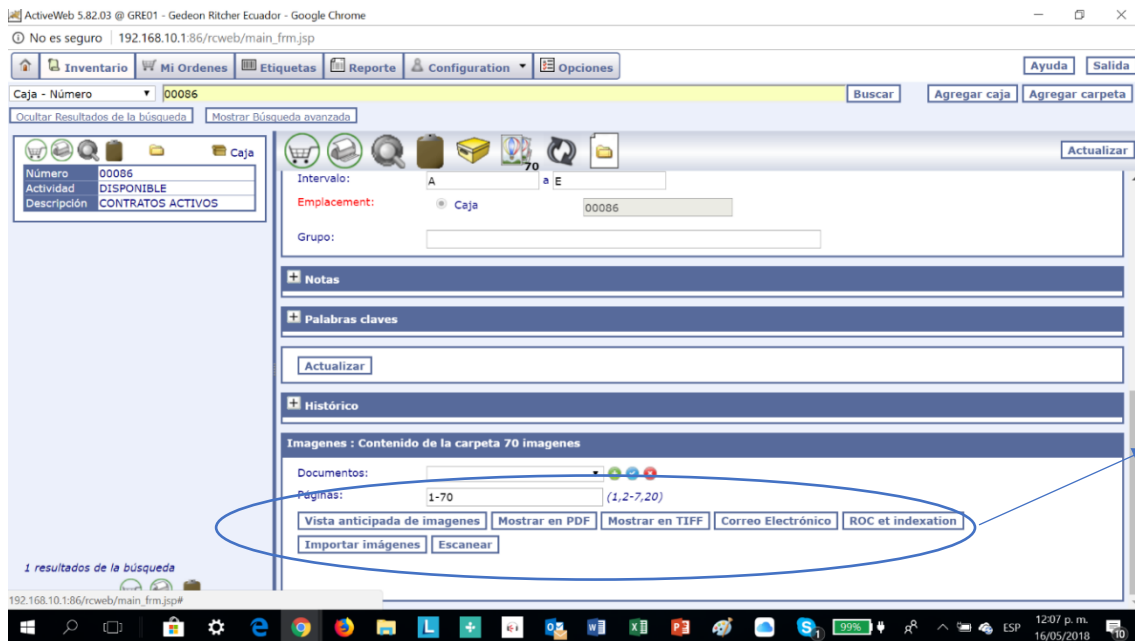 ActiveWeb 5.82.03 @ GRE01 - Gedeon Ritcher Ecuador - Google Chrome
No es seguro | 192.168.10.1:86/rcweb/main_frm.jsp
Inventario Mi Ordenes Etiquetas Reporte Configuration Opciones Ayuda Salida
Caja - Número 00086 Buscar Agregar caja Agregar carpeta
Ocultar Resultados de la búsqueda Mostrar Búsqueda avanzada
Caja
70
Actualizar
Número 00086
Actividad DISPONIBLE
Descripción CONTRATOS ACTIVOS
Intervalo: A a E
Emplacement: Caja 00086
Grupo:
Notas
Palabras claves
Actualizar
Histórico
Imagenes : Contenido de la carpeta 70 imagenes
Documentos:
Páginas: 1-70 (1,2-7,20)
Vista anticipada de imagenes Mostrar en PDF Mostrar en TIFF Correo Electrónico ROC et indexation
Importar imágenes Escanear
1 resultados de la búsqueda
192.168.10.1:86/rcweb/main_frm.jsp#
99% ESP 12:07 p. m.
16/05/2018
10